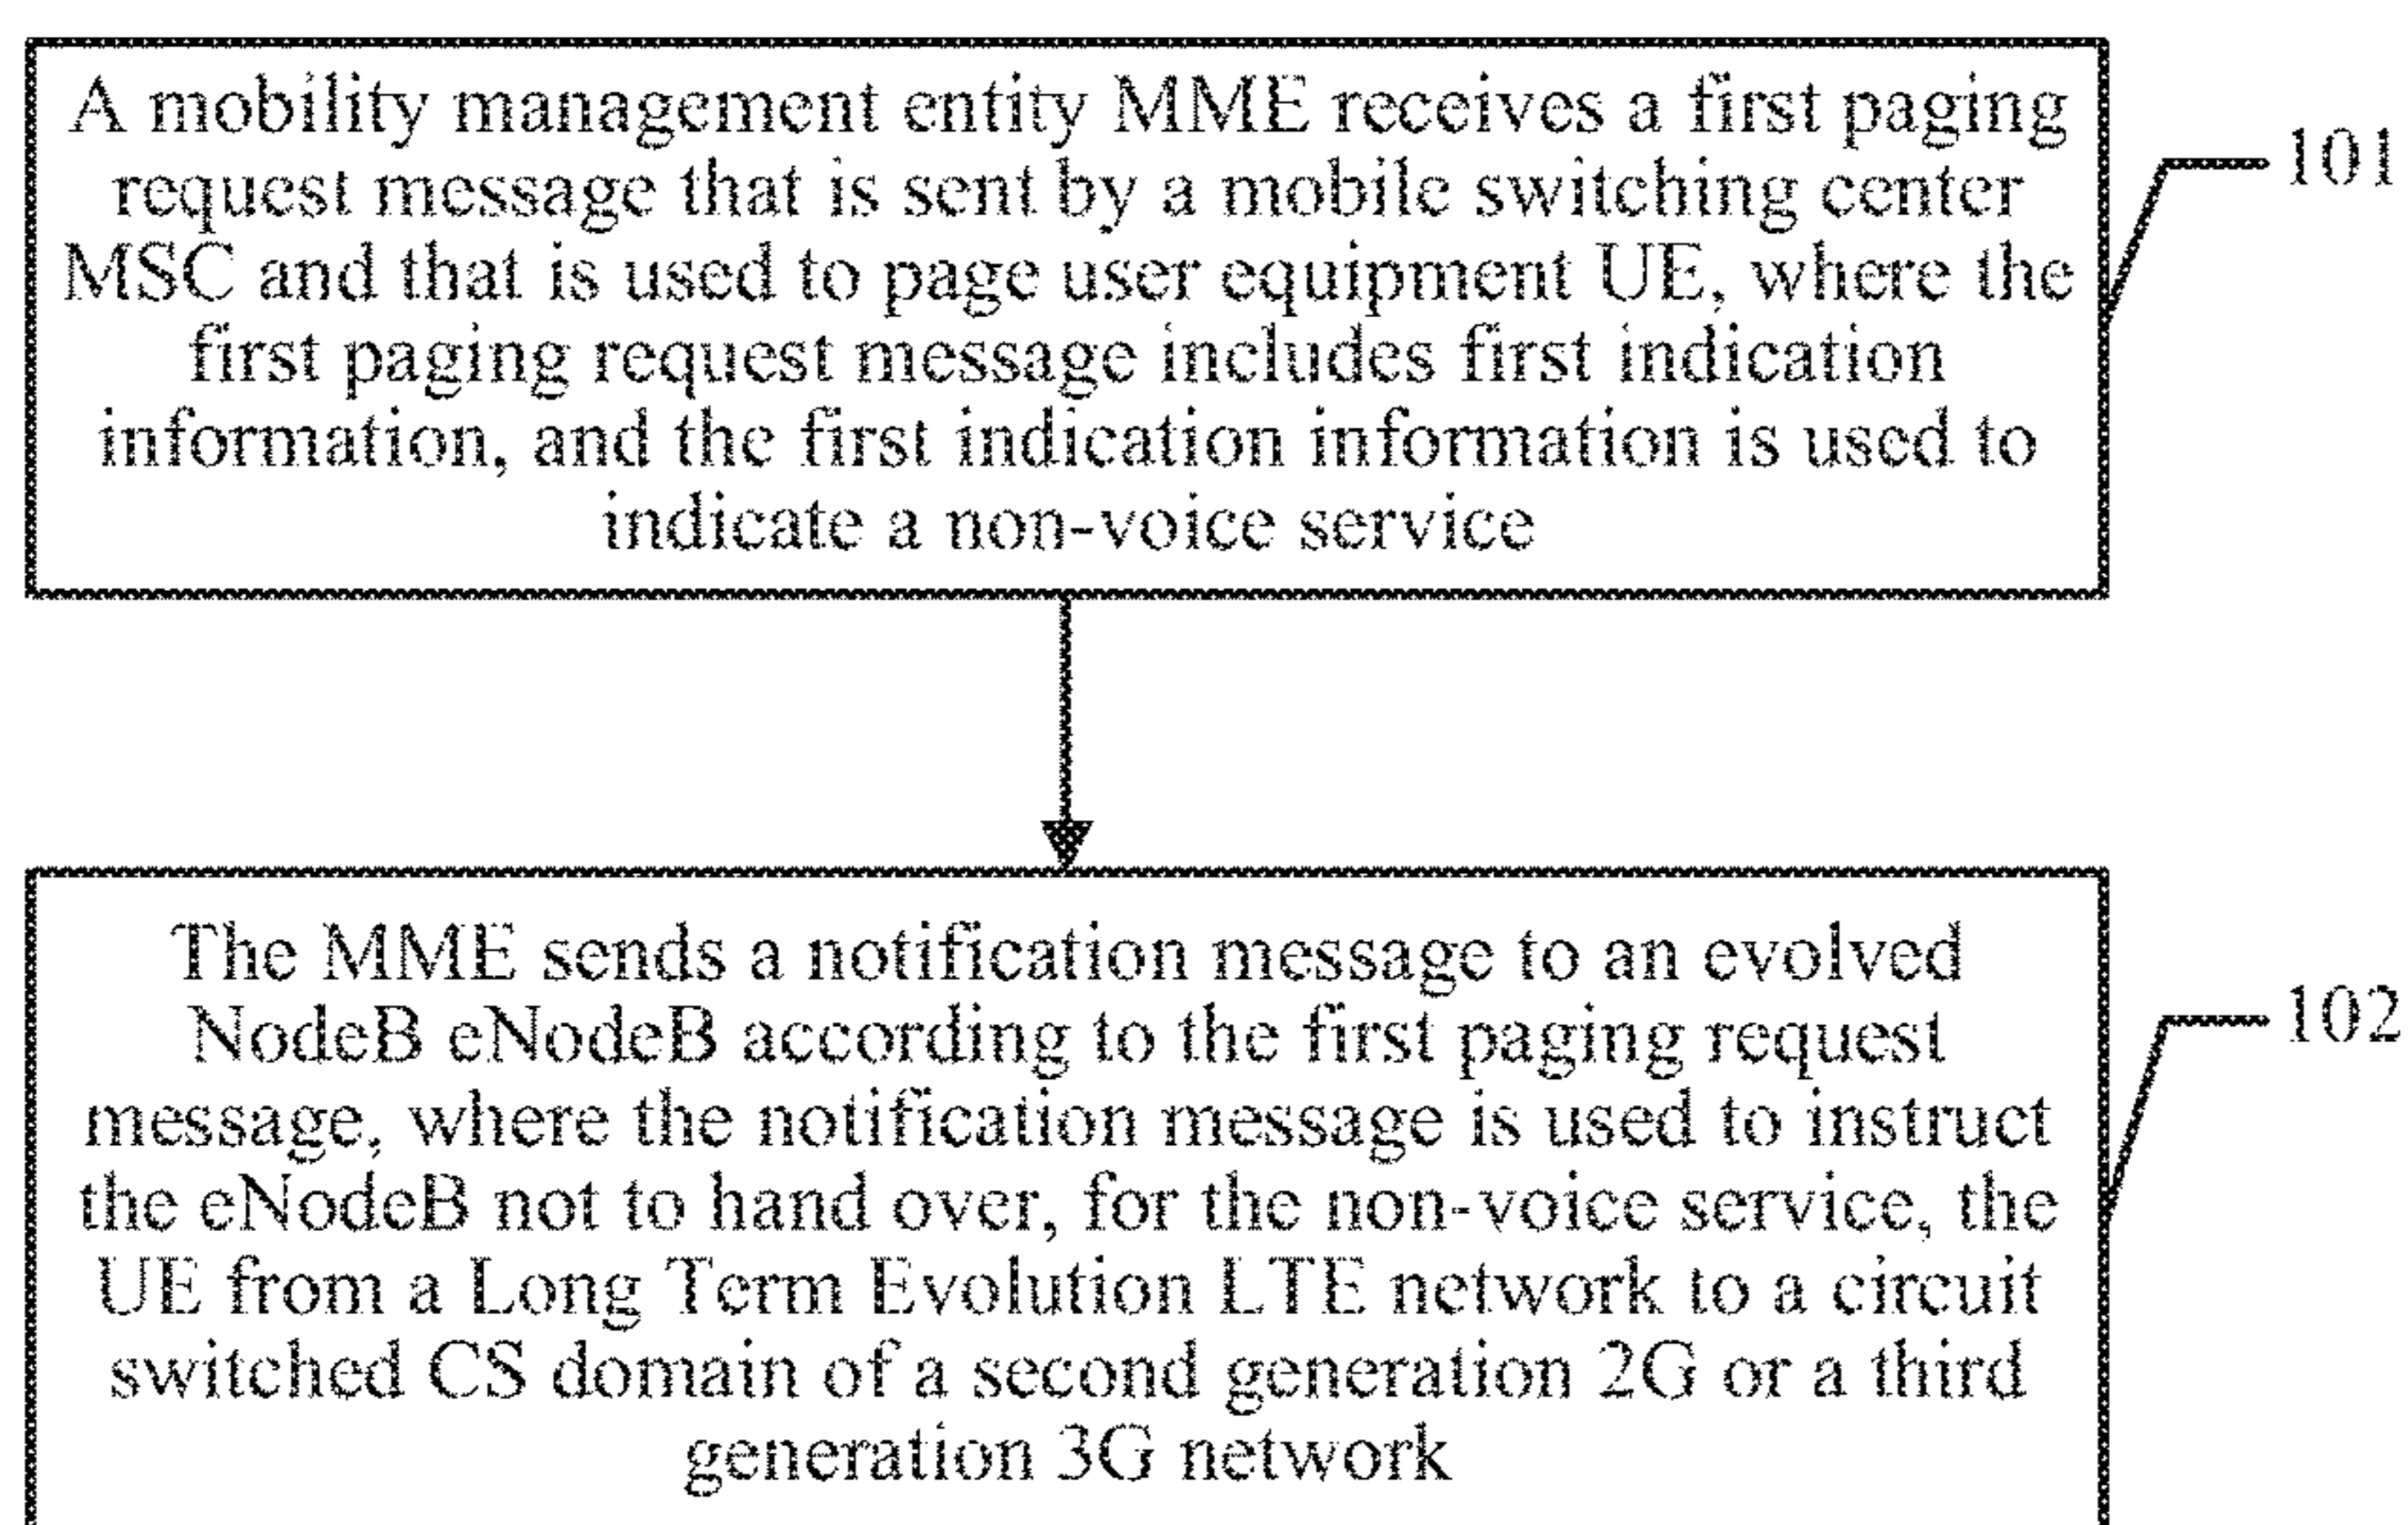 A mobility management entity MME receives a first paging
request message that is sent by a mobile switching center
MSC and that is used to page user equipment UE, where the
first paging request message includes first indication
information, and the first indication information is used to
indicate a non-voice service
101
The MME sends a notification message to an evolved
NodeB eNodeB according to the first paging request
message, where the notification message is used to instruct
the eNodeB not to hand over, for the non-voice service, the
UE from a Long Term Evolution LTE network to a circuit
switched CS domain of a second generation 2G or a third
generation 3G network
102